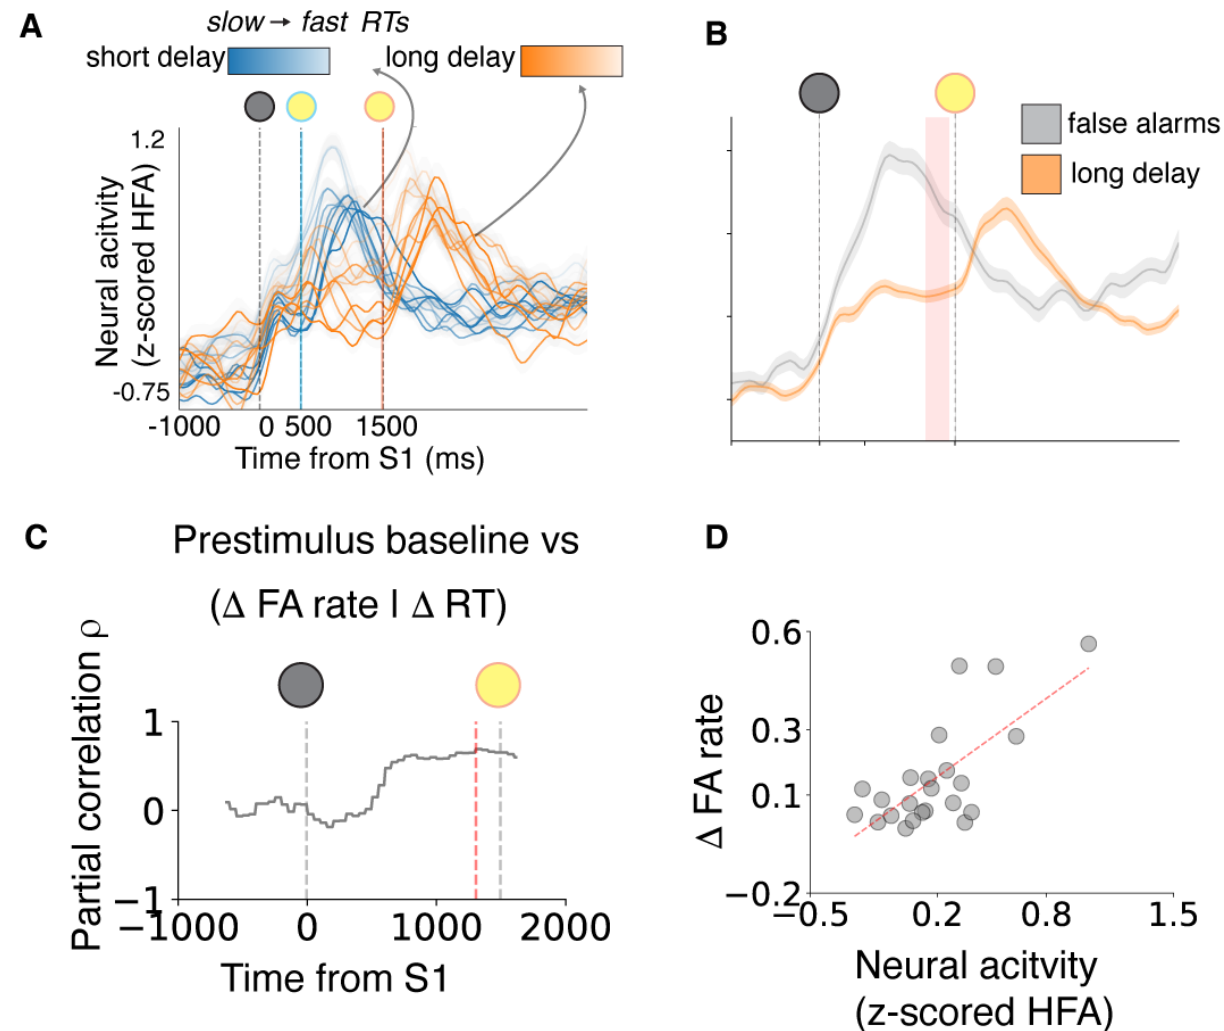 A
slow → fast RTs
short delay
long delay
1.2
Neural acitvity
(z-scored HFA)
-0.75
-1000 0 500 1500
Time from S1 (ms)
B
false alarms
long delay
C
Prestimulus baseline vs
(Δ FA rate | Δ RT)
Partial correlation ρ
1
0
−1
−1000 0 1000 2000
Time from S1
D
Δ FA rate
0.6
0.3
0.1
−0.2
−0.5 0.2 0.8 1.5
Neural acitvity
(z-scored HFA)